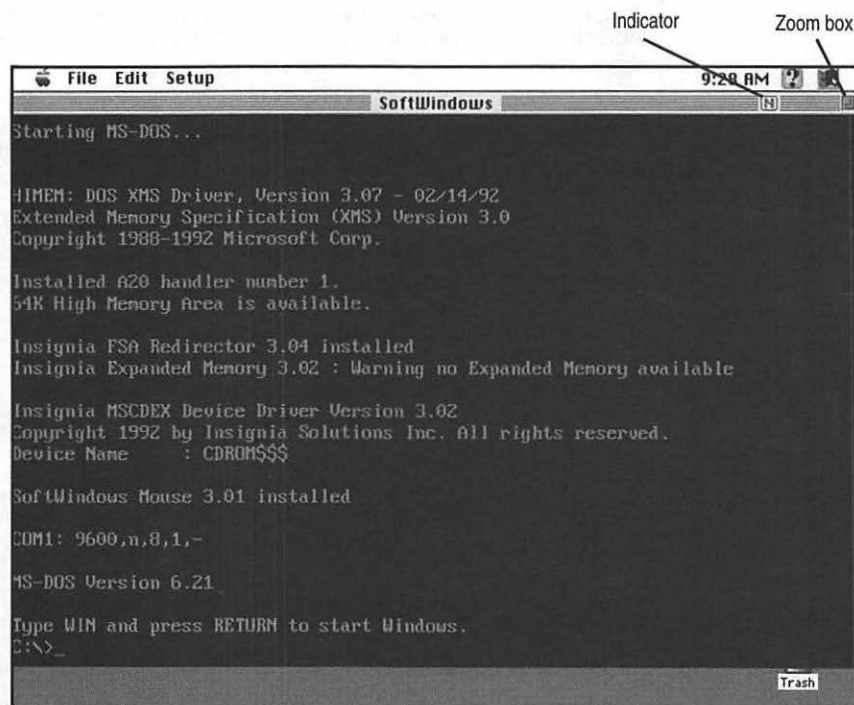 Indicator Zoom box
File Edit Setup 9:28 AM ?
SoftWindows N
Starting MS-DOS...
HIMEM: DOS XMS Driver, Version 3.07 - 02/14/92
Extended Memory Specification (XMS) Version 3.0
Copyright 1988-1992 Microsoft Corp.
Installed A20 handler number 1.
64K High Memory Area is available.
Insignia FSA Redirector 3.04 installed
Insignia Expanded Memory 3.02 : Warning no Expanded Memory available
Insignia MSCDEX Device Driver Version 3.02
Copyright 1992 by Insignia Solutions Inc. All rights reserved.
Device Name : CDROM$$$
SoftWindows Mouse 3.01 installed
COM1: 9600,n,8,1,-
MS-DOS Version 6.21
Type WIN and press RETURN to start Windows.
C:\>_
Trash